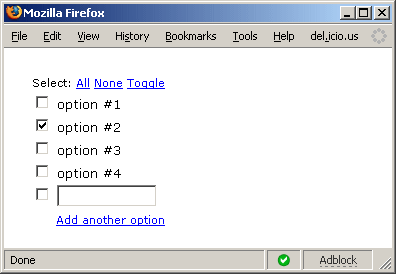 Mozilla Firefox
File Edit View History Bookmarks Tools Help del.icio.us
Select: All None Toggle
option #1
option #2
option #3
option #4
Add another option
Done Adblock